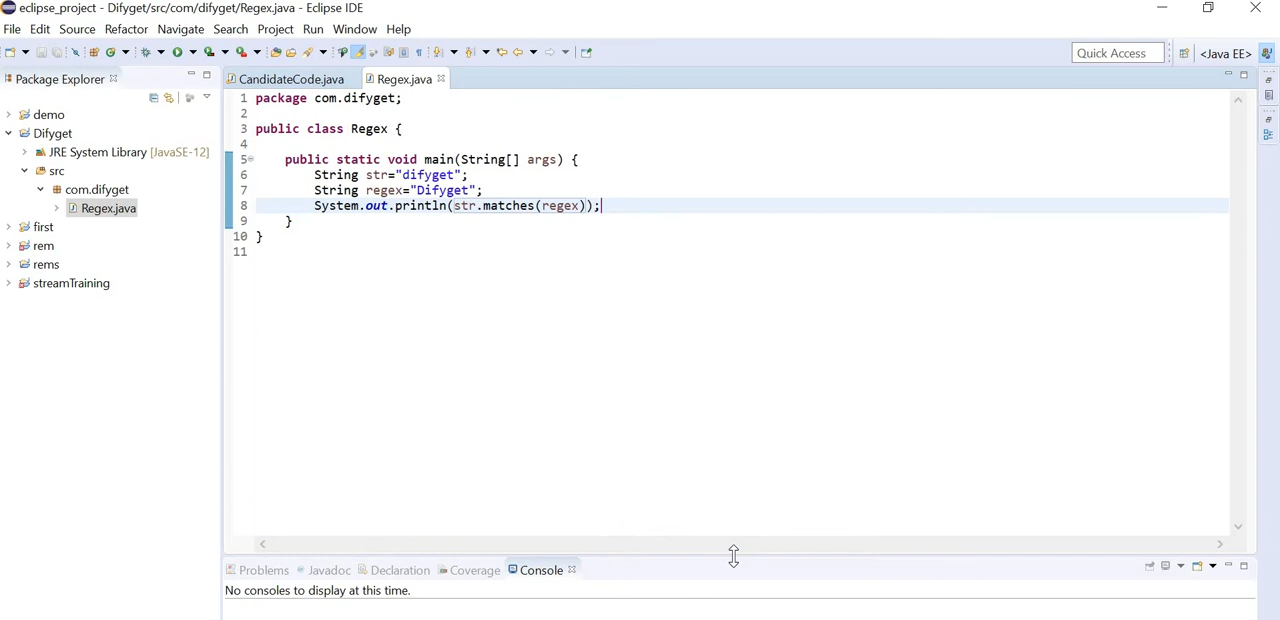 eclipse_project - Difyget/src/com/difyget/Regex.java - Eclipse IDE
File Edit Source Refactor Navigate Search Project Run Window Help
Quick Access
<Java EE>
Package Explorer
CandidateCode.java
Regex.java
demo
Difyget
JRE System Library [JavaSE-12]
src
com.difyget
Regex.java
first
rem
rems
streamTraining
1 package com.difyget;
2
3 public class Regex {
4
5 public static void main(String[] args) {
6 String str="difyget";
7 String regex="Difyget";
8 System.out.println(str.matches(regex));
9 }
10 }
11
Problems Javadoc Declaration Coverage Console
No consoles to display at this time.